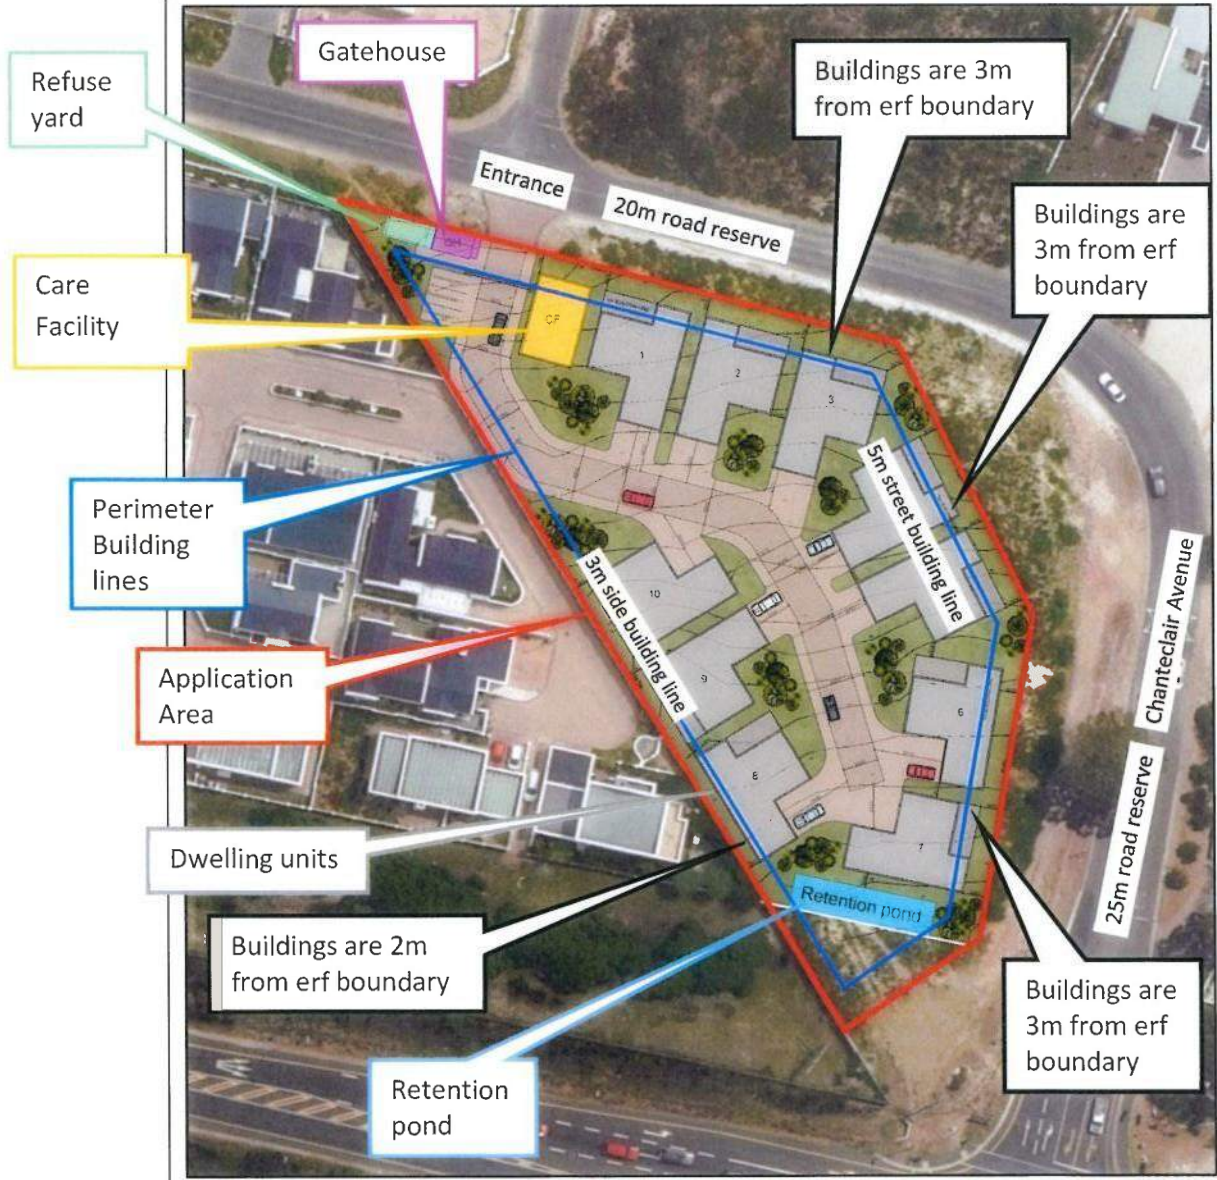 Gatehouse
Refuse
yard
Buildings are 3m
from erf boundary
Entrance
20m road reserve
Buildings are
3m from erf
boundary
GH
Care
Facility
CF
1
2
3
5m street building line
Perimeter
Building
lines
3m side building line
10
9
8
6
7
Chanteclair Avenue
25m road reserve
Application
Area
Dwelling units
Retention pond
Buildings are 2m
from erf boundary
Buildings are
3m from erf
boundary
Retention
pond